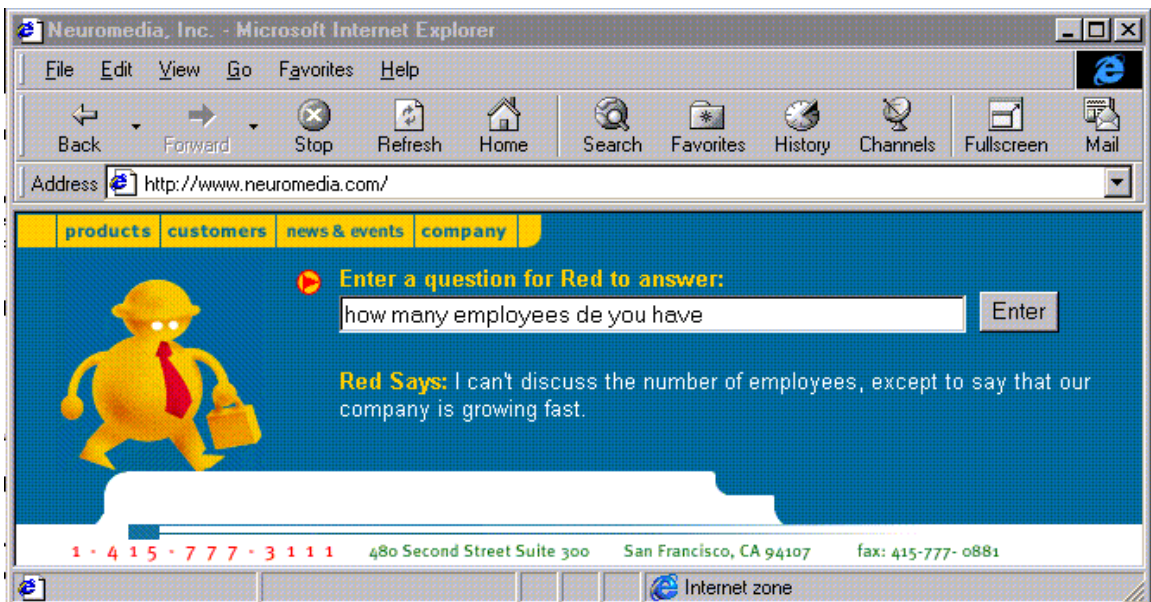 Neuromedia, Inc. - Microsoft Internet Explorer
File Edit View Go Favorites Help
Back Forward Stop Refresh Home Search Favorites History Channels Fullscreen Mail
Address http://www.neuromedia.com/
products customers news & events company
Enter a question for Red to answer:
how many employees de you have Enter
Red Says: I can't discuss the number of employees, except to say that our
company is growing fast.
1 - 4 1 5 - 7 7 7 - 3 1 1 1 480 Second Street Suite 300 San Francisco, CA 94107 fax: 415-777- 0881
Internet zone